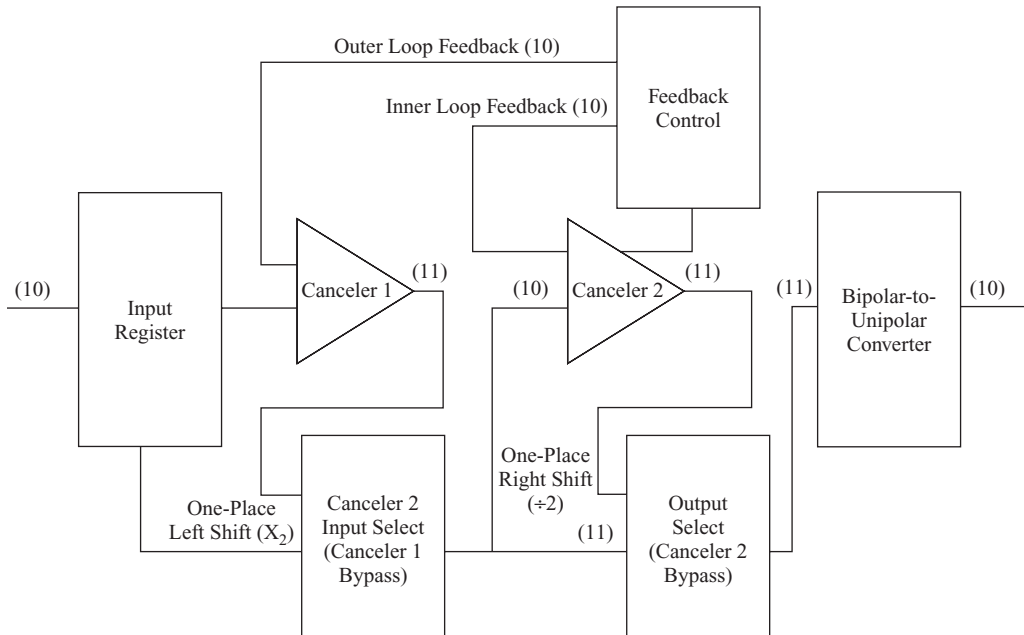 Outer Loop Feedback (10)
Inner Loop Feedback (10)
Feedback
Control
(10)
Input
Register
Canceler 1
(11)
(10)
Canceler 2
(11)
(11)
Bipolar-to-
Unipolar
Converter
(10)
One-Place
Left Shift (X2)
Canceler 2
Input Select
(Canceler 1
Bypass)
One-Place
Right Shift
(÷2)
(11)
Output
Select
(Canceler 2
Bypass)